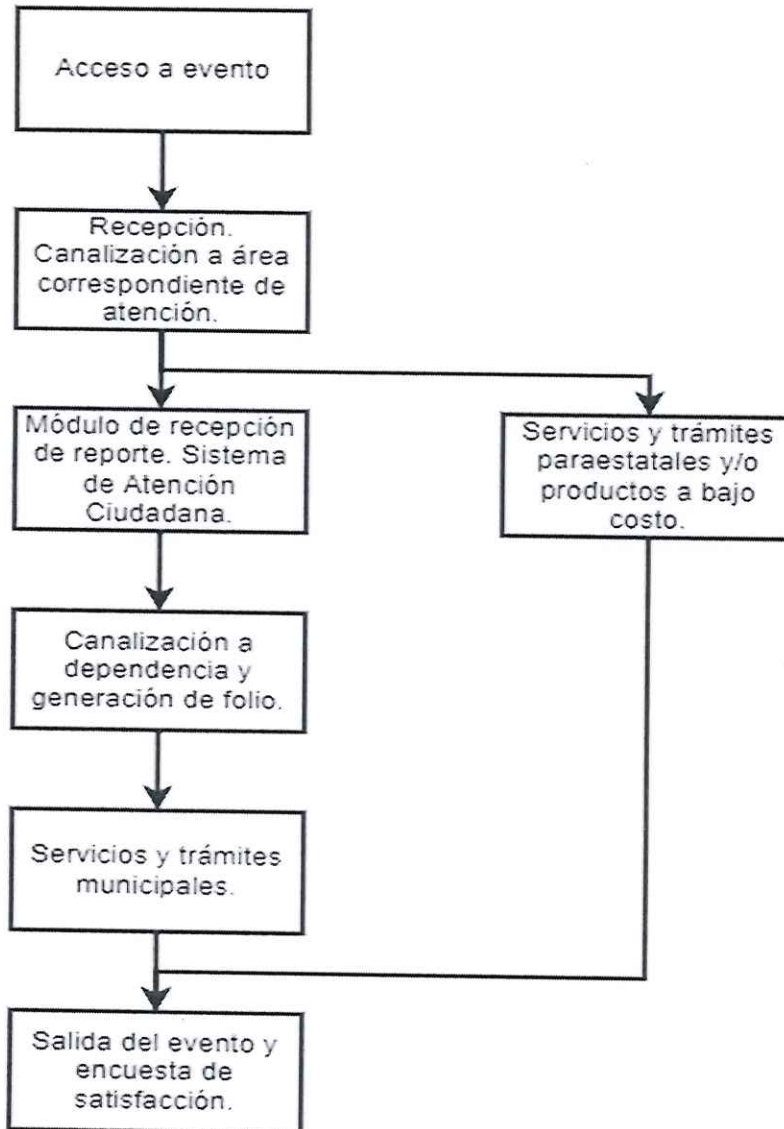 Acceso a evento
Recepción.
Canalización a área
correspondiente de
atención.
Módulo de recepción
de reporte. Sistema
de Atención
Ciudadana.
Servicios y trámites
paraestatales y/o
productos a bajo
costo.
Canalización a
dependencia y
generación de folio.
Servicios y trámites
municipales.
Salida del evento y
encuesta de
satisfacción.